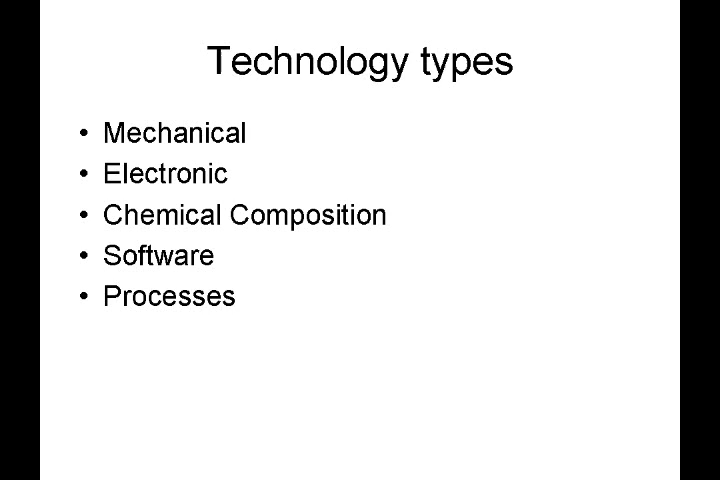 Technology types
• Mechanical
• Electronic
• Chemical Composition
• Software
• Processes